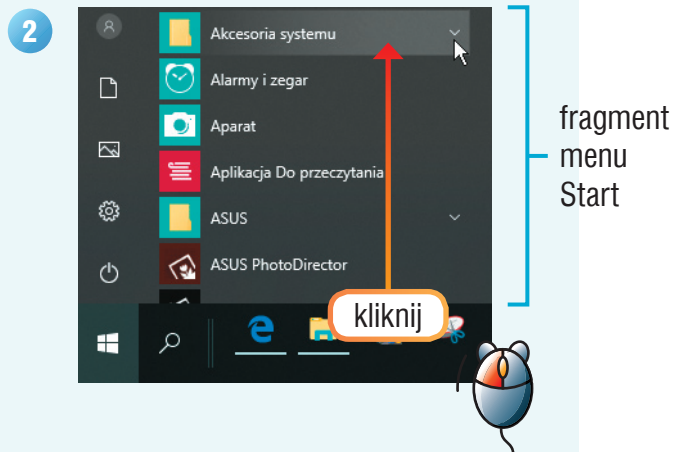 2
Akcesoria systemu
Alarmy i zegar
Aparat
Aplikacja Do przeczytania
ASUS
ASUS PhotoDirector
fragment
menu
Start
kliknij